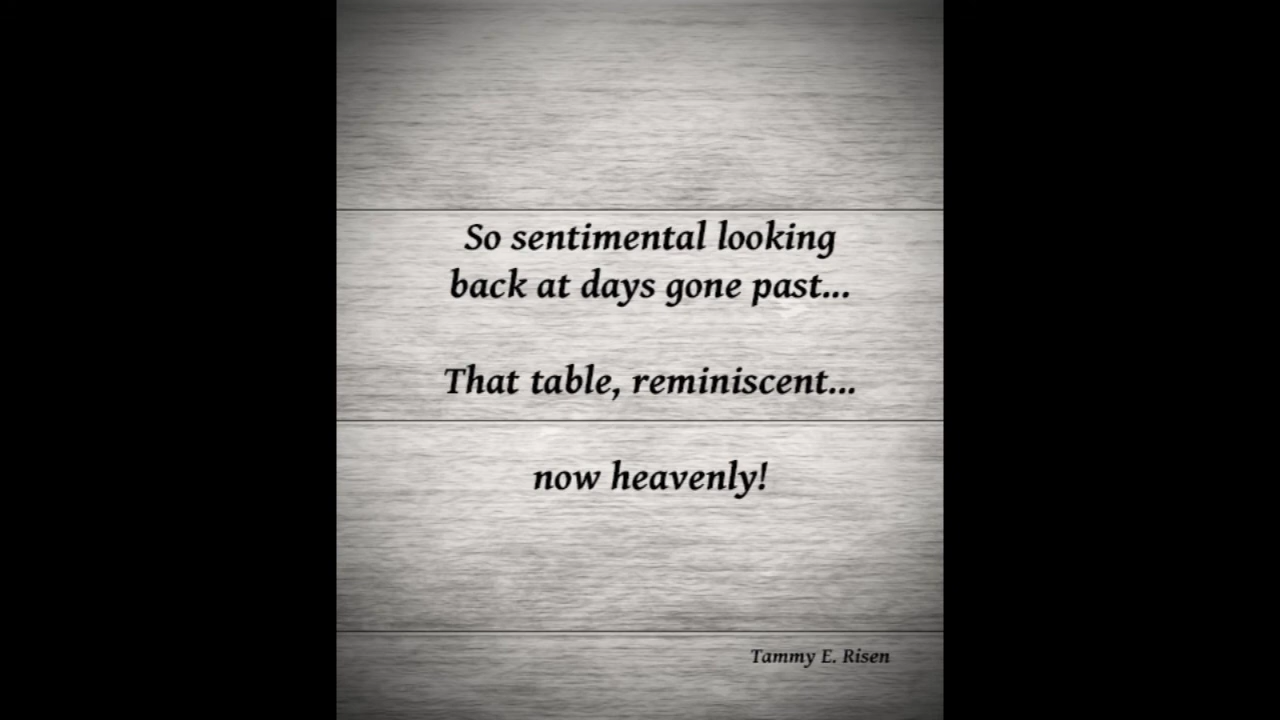 So sentimental looking
back at days gone past...
That table, reminiscent...
now heavenly!
Tammy E. Risen